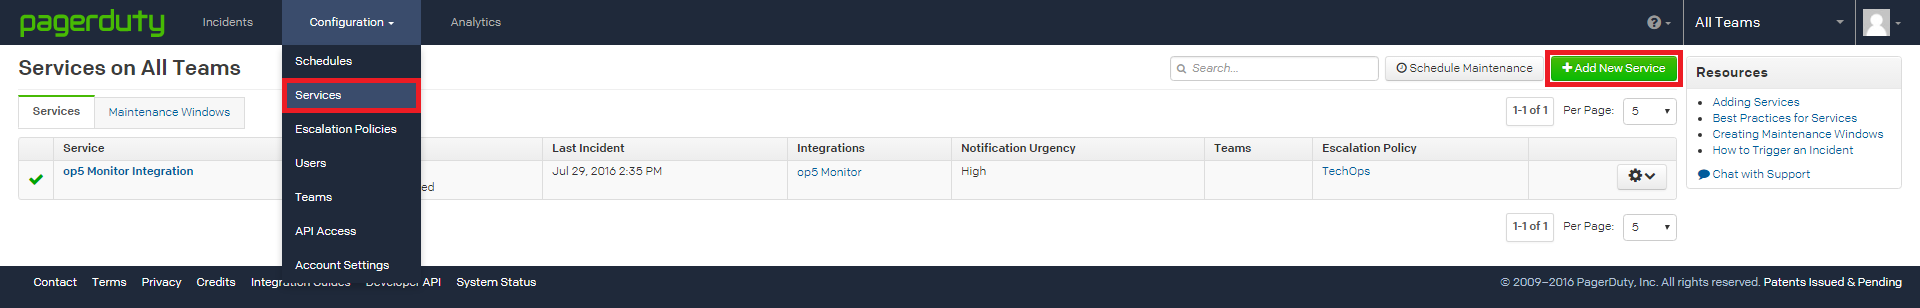 pagerduty Incidents Configuration Analytics All Teams
Services on All Teams
Search...
Schedule Maintenance
+ Add New Service
Schedules
Services
Escalation Policies
Users
Teams
API Access
Account Settings
Services Maintenance Windows
1-1 of 1 Per Page: 5
Service Last Incident Integrations Notification Urgency Teams Escalation Policy
op5 Monitor Integration Jul 29, 2016 2:35 PM op5 Monitor High TechOps
ed
1-1 of 1 Per Page: 5
Resources
Adding Services
Best Practices for Services
Creating Maintenance Windows
How to Trigger an Incident
Chat with Support
Contact Terms Privacy Credits Integration Guides Developer API System Status
© 2009–2016 PagerDuty, Inc. All rights reserved. Patents Issued & Pending